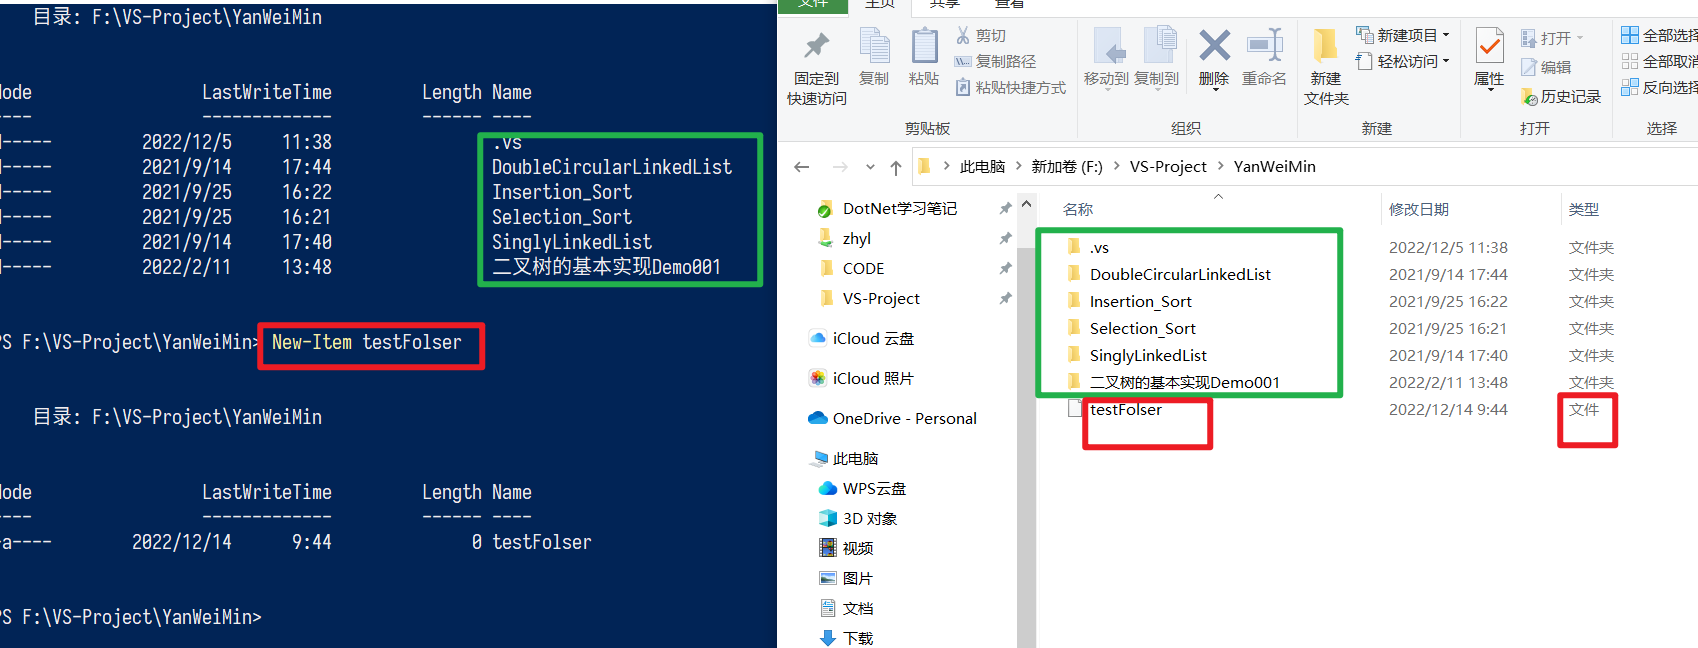 目录: F:\VS-Project\YanWeiMin
ode LastWriteTime Length Name
---- ------------- ------ ----
----- 2022/12/5 11:38 .vs
----- 2021/9/14 17:44 DoubleCircularLinkedList
----- 2021/9/25 16:22 Insertion_Sort
----- 2021/9/25 16:21 Selection_Sort
----- 2021/9/14 17:40 SinglyLinkedList
----- 2022/2/11 13:48 二叉树的基本实现Demo001
PS F:\VS-Project\YanWeiMin> New-Item testFolser
目录: F:\VS-Project\YanWeiMin
ode LastWriteTime Length Name
---- ------------- ------ ----
a---- 2022/12/14 9:44 0 testFolser
PS F:\VS-Project\YanWeiMin>
文件 主页 共享 查看
固定到
快速访问
复制
粘贴
剪切
复制路径
粘贴快捷方式
剪贴板
移动到
复制到
删除
重命名
组织
新建
文件夹
新建项目
轻松访问
新建
属性
打开
编辑
历史记录
打开
全部选择
全部取消
反向选择
选择
此电脑 > 新加卷 (F:) > VS-Project > YanWeiMin
DotNet学习笔记
zhyl
CODE
VS-Project
iCloud 云盘
iCloud 照片
OneDrive - Personal
此电脑
WPS云盘
3D 对象
视频
图片
文档
下载
名称 修改日期 类型
.vs 2022/12/5 11:38 文件夹
DoubleCircularLinkedList 2021/9/14 17:44 文件夹
Insertion_Sort 2021/9/25 16:22 文件夹
Selection_Sort 2021/9/25 16:21 文件夹
SinglyLinkedList 2021/9/14 17:40 文件夹
二叉树的基本实现Demo001 2022/2/11 13:48 文件夹
testFolser 2022/12/14 9:44 文件